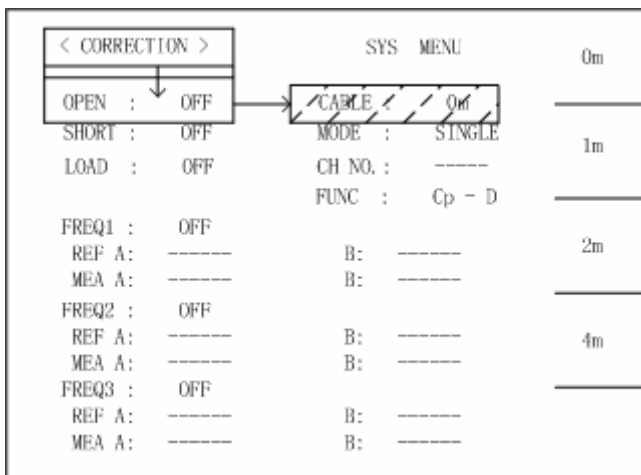 < CORRECTION > SYS MENU
0m
OPEN : OFF CABLE : 0m
SHORT : OFF MODE : SINGLE
1m
LOAD : OFF CH NO. : -----
FUNC : Cp - D
FREQ1 : OFF
REF A: ------ B: ------
2m
MEA A: ------ B: ------
FREQ2 : OFF
REF A: ------ B: ------
4m
MEA A: ------ B: ------
FREQ3 : OFF
REF A: ------ B: ------
MEA A: ------ B: ------